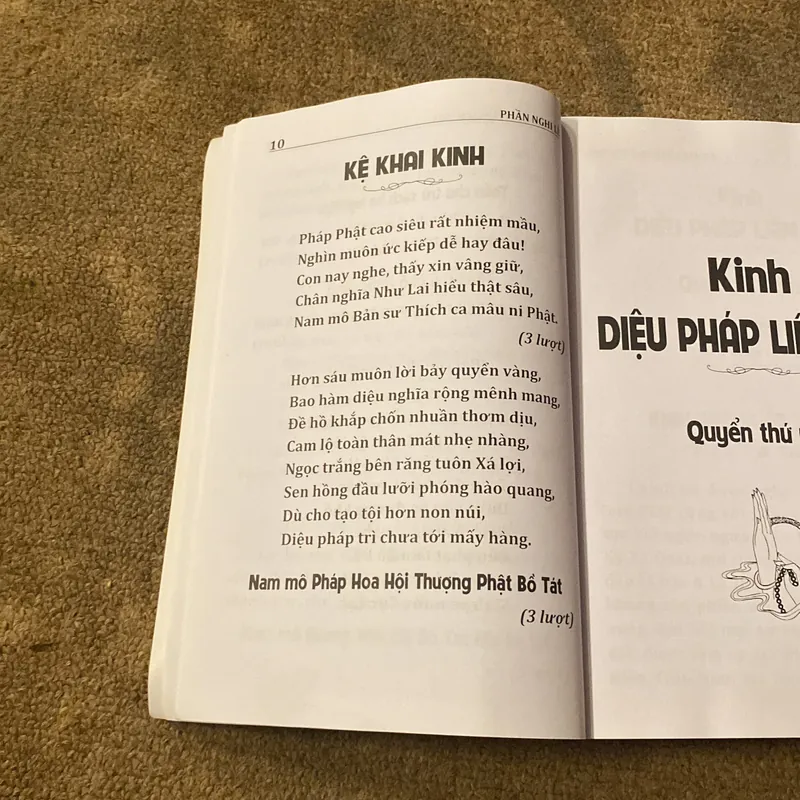 10
PHẦN NGHI
KỆ KHAI KINH
Pháp Phật cao siêu rất nhiệm mầu,
Nghìn muôn ức kiếp dễ hay đâu!
Con nay nghe, thấy xin vâng giữ,
Chân nghĩa Như Lai hiểu thật sâu,
Nam mô Bản sư Thích ca mâu ni Phật.
(3 lượt)
Hơn sáu muôn lời bảy quyển vàng,
Bao hàm diệu nghĩa rộng mênh mang,
Đề hồ khắp chốn nhuần thơm dịu,
Cam lộ toàn thân mát nhẹ nhàng,
Ngọc trắng bên răng tuôn Xá lợi,
Sen hồng đầu lưỡi phóng hào quang,
Dù cho tạo tội hơn non núi,
Diệu pháp trì chưa tới mấy hàng.
Nam mô Pháp Hoa Hội Thượng Phật Bồ Tát
(3 lượt)
Kinh
DIỆU PHÁP
Quyển thứ